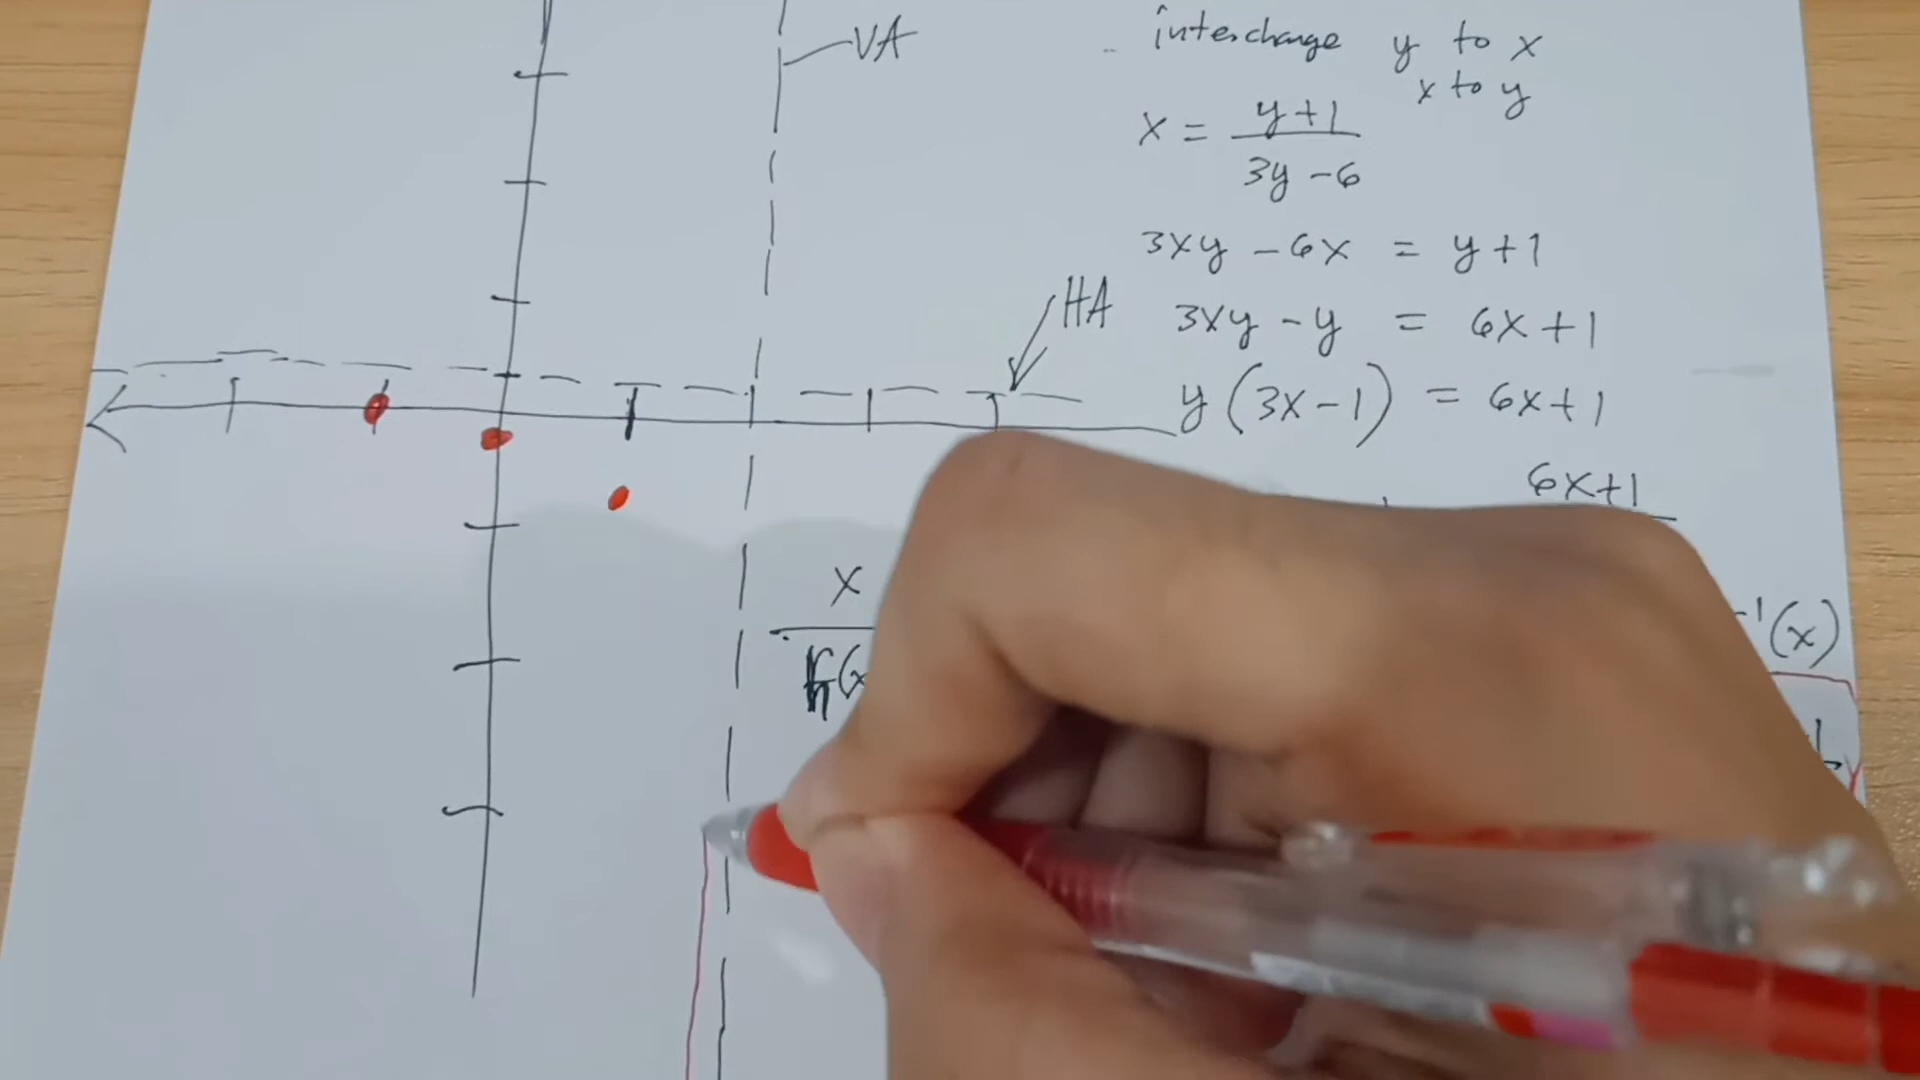 VA
HA
x
interchange y to x
x to y
x = y+1
3y - 6
3xy - 6x = y+1
3xy - y = 6x+1
y(3x-1) = 6x+1
6x+1
-1(x)